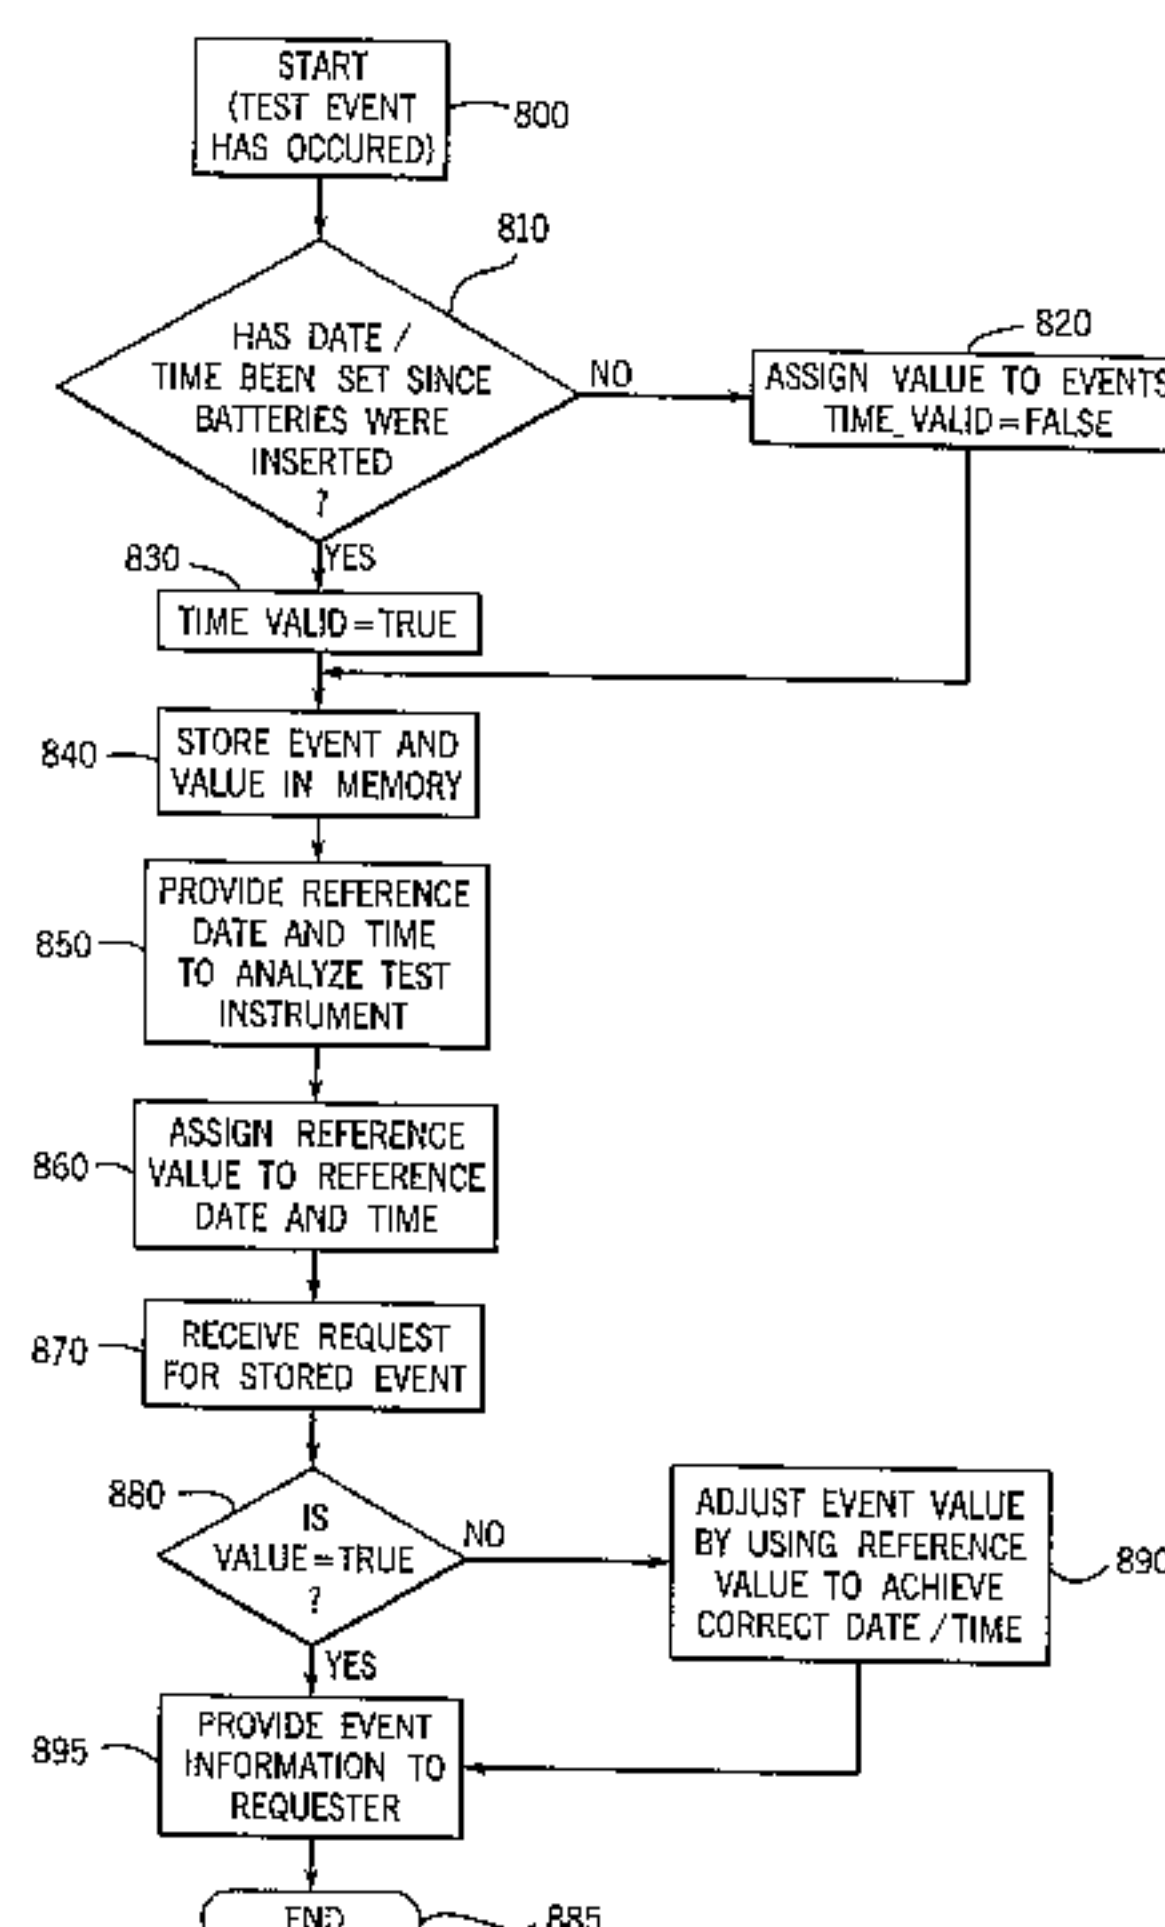 START
(TEST EVENT
HAS OCCURED)
800
810
HAS DATE /
TIME BEEN SET SINCE
BATTERIES WERE
INSERTED
?
NO
820
ASSIGN VALUE TO EVENTS
TIME_VALID=FALSE
YES
830
TIME VALID=TRUE
840
STORE EVENT AND
VALUE IN MEMORY
850
PROVIDE REFERENCE
DATE AND TIME
TO ANALYZE TEST
INSTRUMENT
860
ASSIGN REFERENCE
VALUE TO REFERENCE
DATE AND TIME
870
RECEIVE REQUEST
FOR STORED EVENT
880
IS
VALUE=TRUE
?
NO
ADJUST EVENT VALUE
BY USING REFERENCE
VALUE TO ACHIEVE
CORRECT DATE /TIME
890
YES
895
PROVIDE EVENT
INFORMATION TO
REQUESTER
END
885